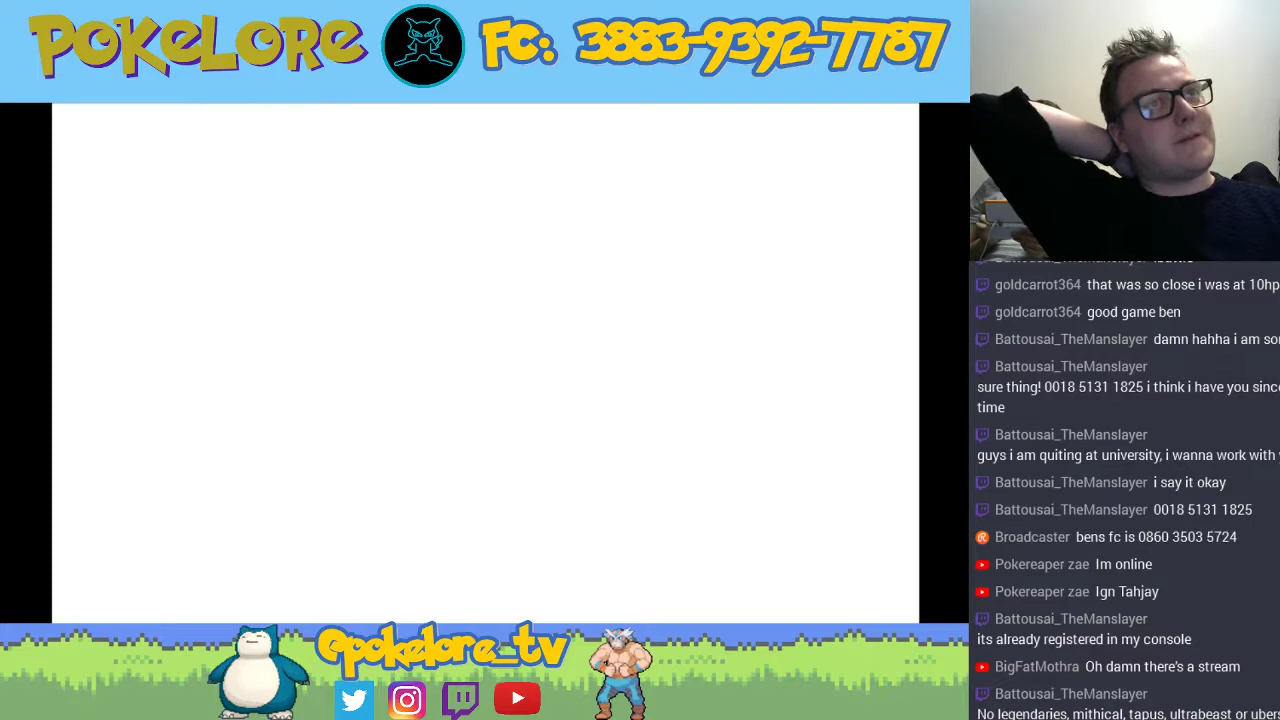 POKELORE FC: 3883-9392-7787
goldcarrot364 that was so close i was at 10hp
goldcarrot364 good game ben
Battousai_TheManslayer damn hahha i am
Battousai_TheManslayer
sure thing! 0018 5131 1825 i think i have you since
time
Battousai_TheManslayer
guys i am quiting at university, i wanna work with
Battousai_TheManslayer i say it okay
Battousai_TheManslayer 0018 5131 1825
Broadcaster bens fc is 0860 3503 5724
Pokereaper zae Im online
Pokereaper zae Ign Tahjay
Battousai_TheManslayer
its already registered in my console
BigFatMothra Oh damn there's a stream
Battousai_TheManslayer
No legendaries, mithical, tapus, ultrabeast or
@pokelore_tv